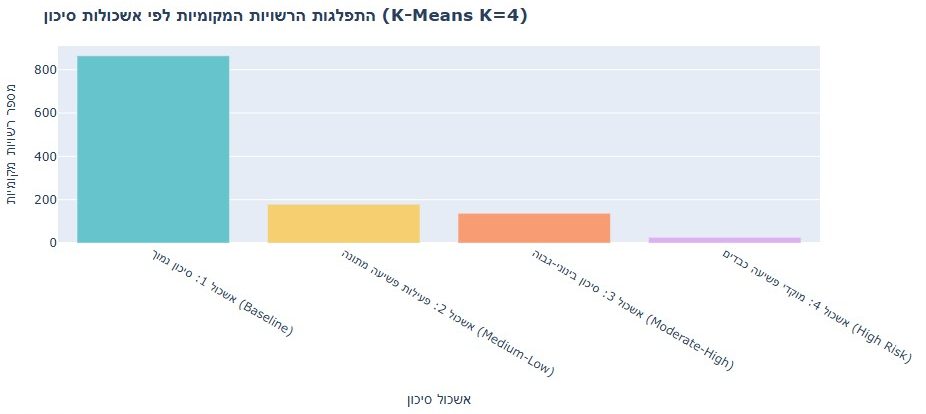 התפלגות הרשויות המקומיות לפי אשכולות סיכון (K-Means K=4)
מספר רשויות מקומיות
800
600
400
200
0
אשכול 1: סיכון נמוך (Baseline)
אשכול 2: פעילות פשיעה מתונה (Medium-Low)
אשכול 3: סיכון בינוני-גבוה (Moderate-High)
אשכול 4: מוקדי פשיעה כבדים (High Risk)
אשכול סיכון